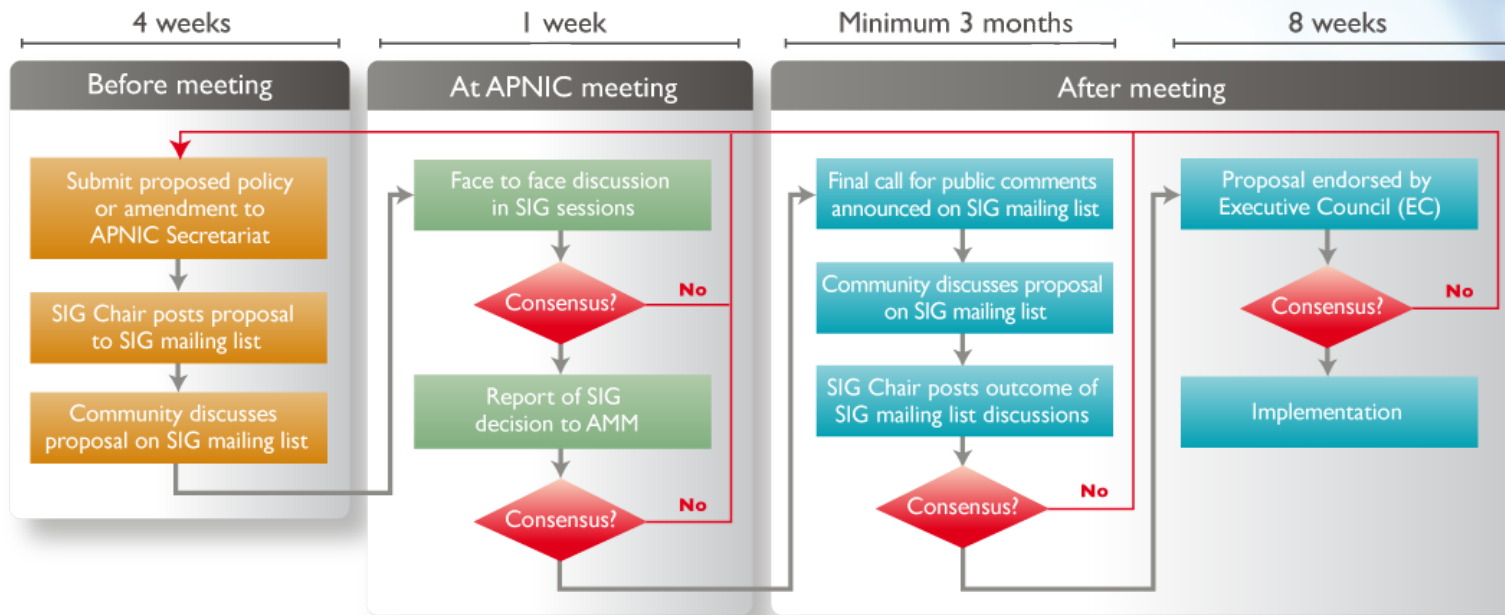 4 weeks
1 week
Minimum 3 months
8 weeks
Before meeting
At APNIC meeting
After meeting
Submit proposed policy
or amendment to
APNIC Secretariat
SIG Chair posts proposal
to SIG mailing list
Community discusses
proposal on SIG mailing list
Face to face discussion
in SIG sessions
Consensus?
No
Report of SIG
decision to AMM
Consensus?
No
Final call for public comments
announced on SIG mailing list
Community discusses proposal
on SIG mailing list
SIG Chair posts outcome of
SIG mailing list discussions
Consensus?
No
Proposal endorsed by
Executive Council (EC)
Consensus?
No
Implementation